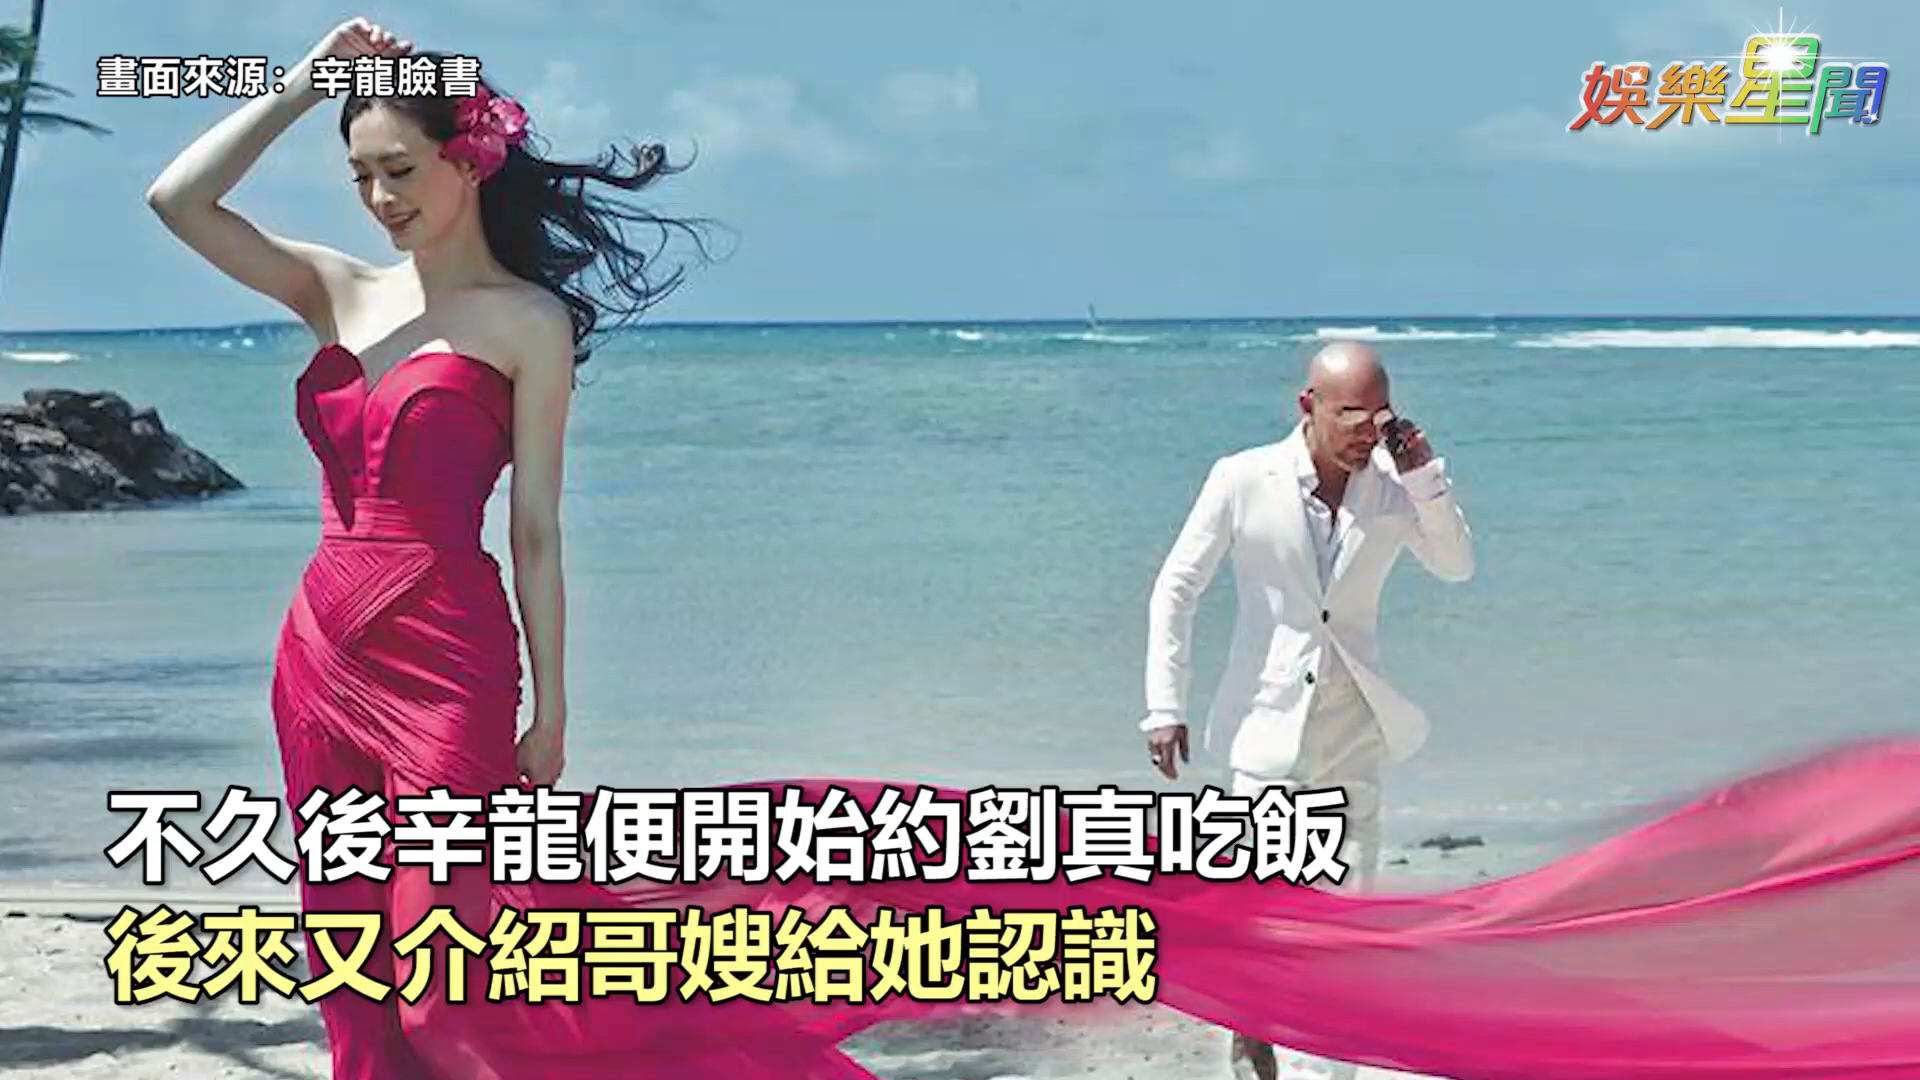 畫面來源：辛龍臉書
娛樂星聞
不久後辛龍便開始約劉真吃飯
後來又介紹哥嫂給她認識